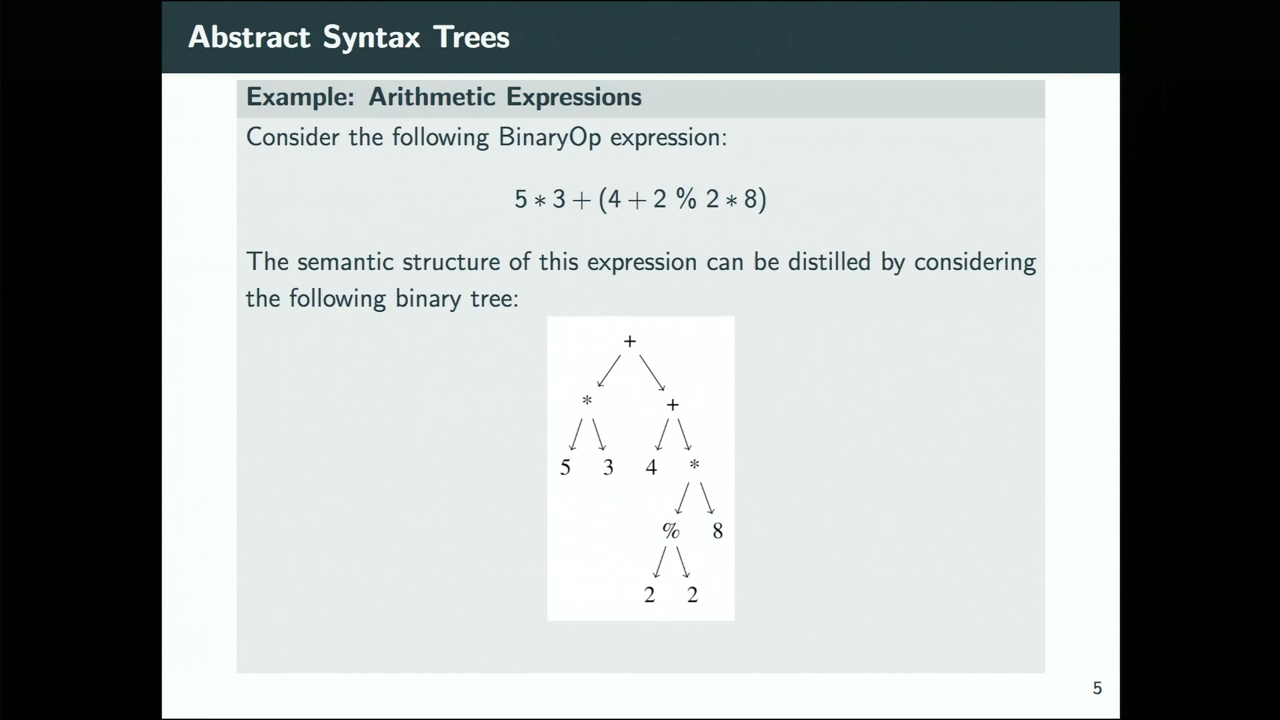 Abstract Syntax Trees
Example: Arithmetic Expressions
Consider the following BinaryOp expression:
5 ∗ 3 + (4 + 2 % 2 ∗ 8)
The semantic structure of this expression can be distilled by considering
the following binary tree:
+
* +
5 3 4 *
% 8
2 2
5